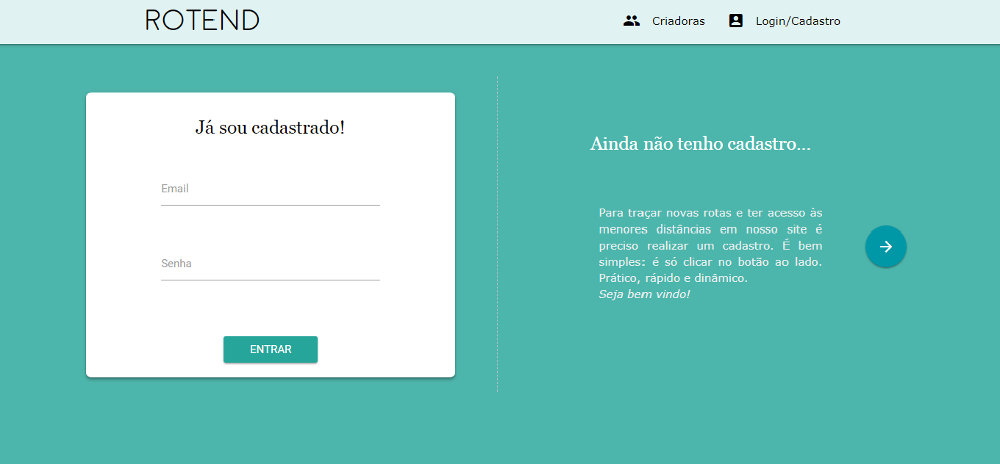 ROTEND
Criadoras
Login/Cadastro
Já sou cadastrado!
Email
Senha
ENTRAR
Ainda não tenho cadastro...
Para traçar novas rotas e ter acesso às
menores distâncias em nosso site é
preciso realizar um cadastro. É bem
simples: é só clicar no botão ao lado.
Prático, rápido e dinâmico.
Seja bem vindo!